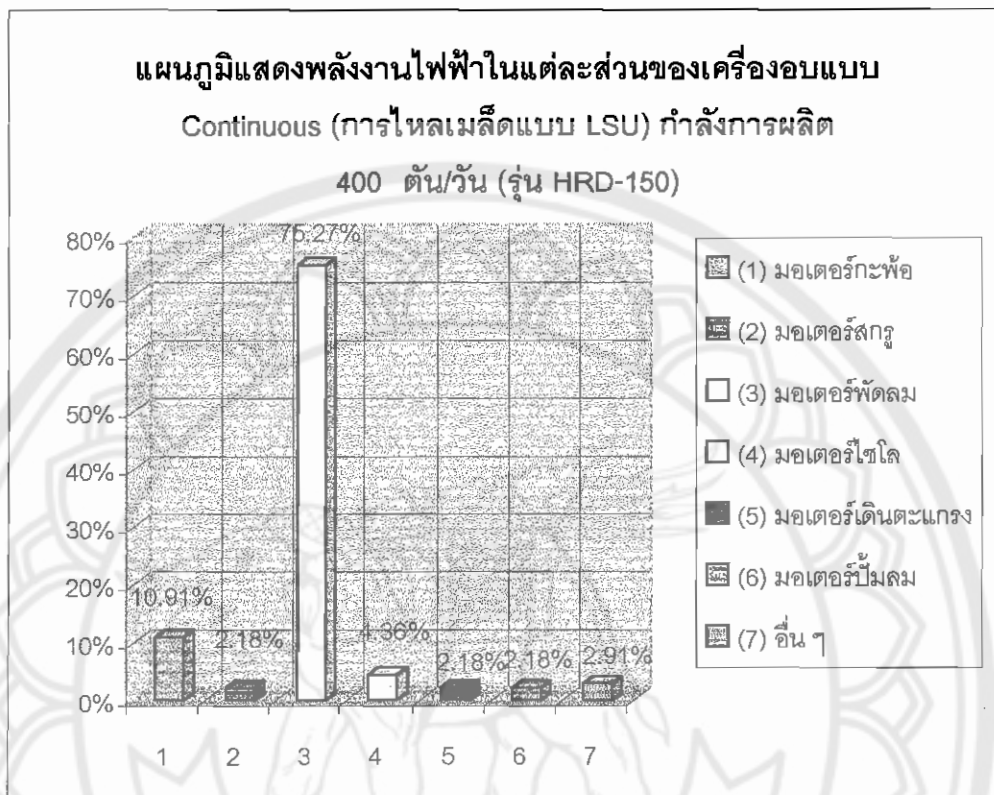 แผนภูมิแสดงพลังงานไฟฟ้าในแต่ละส่วนของเครื่องอบแบบ
Continuous (การไหลเมล็ดแบบ LSU) กำลังการผลิต
400 ตัน/วัน (รุ่น HRD-150)
80%
70%
60%
50%
40%
30%
20%
10%
0%
10.91%
2.18%
75.27%
4.36%
2.18%
2.18%
2.91%
1 2 3 4 5 6 7
(1) มอเตอร์กะพ้อ
(2) มอเตอร์สกรู
(3) มอเตอร์พัดลม
(4) มอเตอร์ไซโล
(5) มอเตอร์เดินตะแกรง
(6) มอเตอร์ปั้มลม
(7) อื่น ๆ